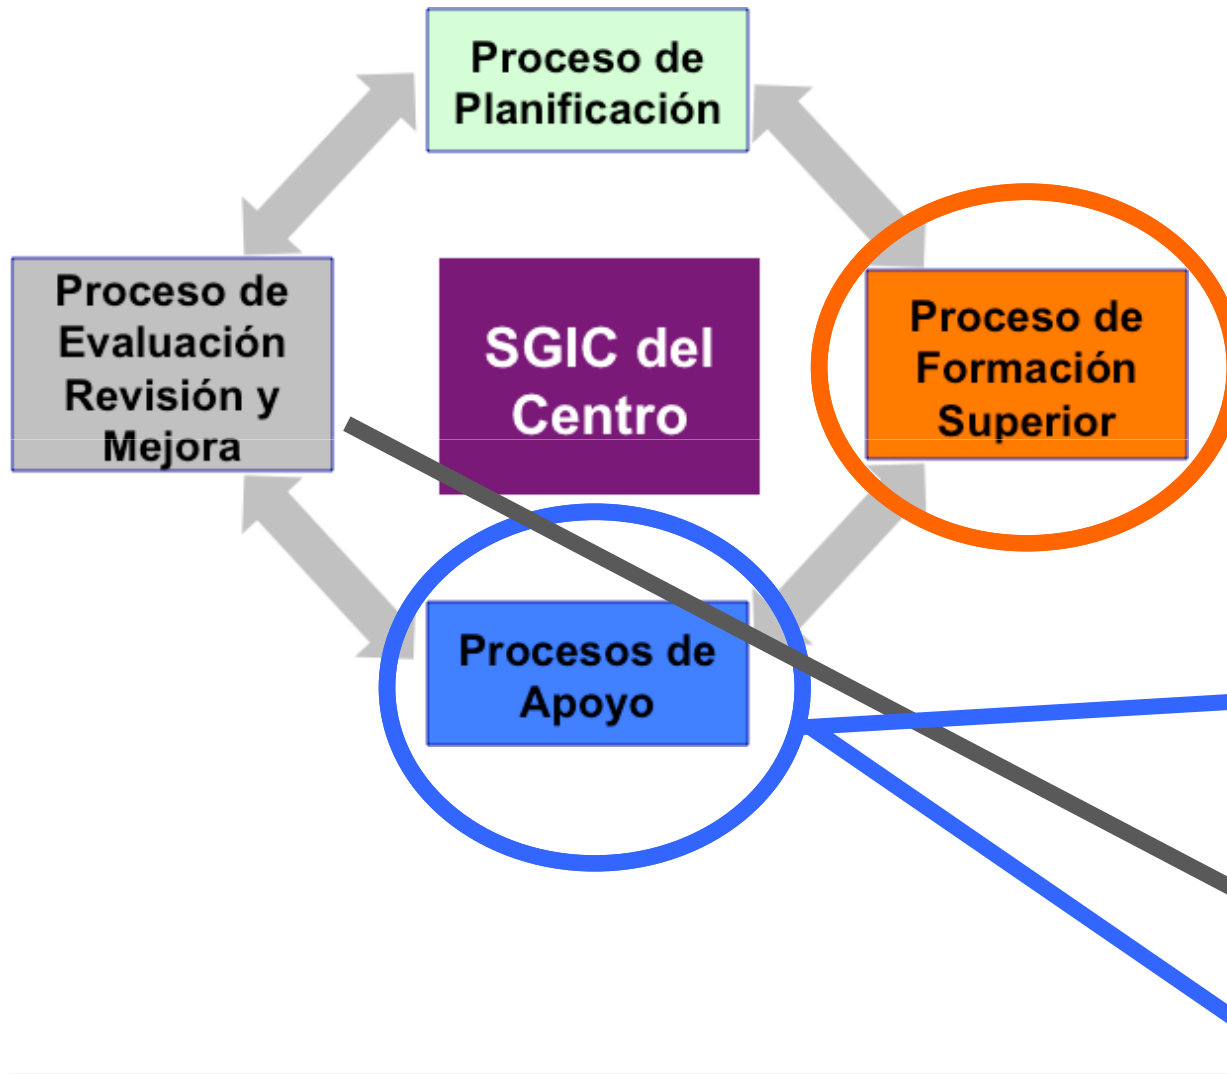 Proceso de
Planificación
Proceso de
Evaluación
Revisión y
Mejora
SGIC del
Centro
Proceso de
Formación
Superior
Procesos de
Apoyo